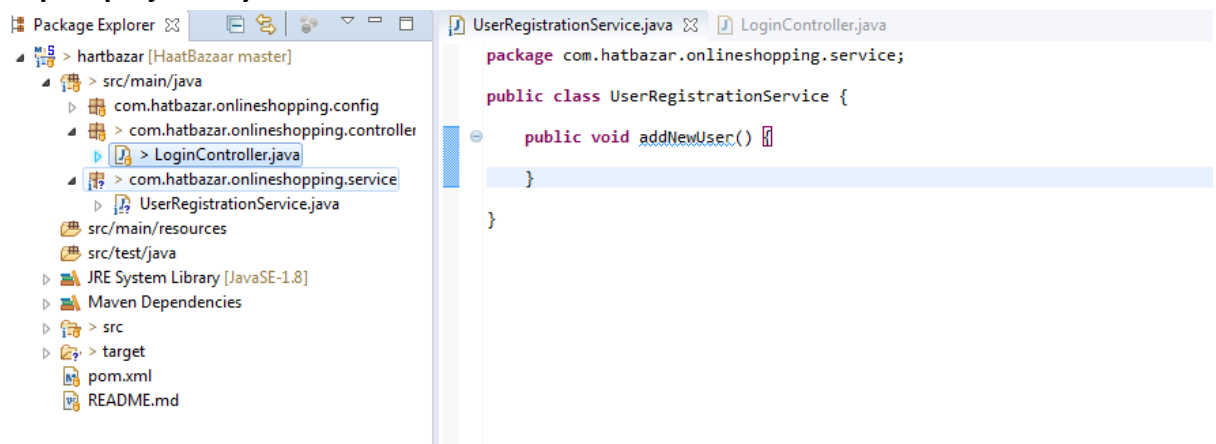 Package Explorer
hartbazar [HaatBazaar master]
> src/main/java
com.hatbazar.onlineshopping.config
> com.hatbazar.onlineshopping.controller
> LoginController.java
> com.hatbazar.onlineshopping.service
UserRegistrationService.java
src/main/resources
src/test/java
JRE System Library [JavaSE-1.8]
Maven Dependencies
> src
> target
pom.xml
README.md
UserRegistrationService.java LoginController.java
package com.hatbazar.onlineshopping.service;
public class UserRegistrationService {
public void addNewUser() {
}
}